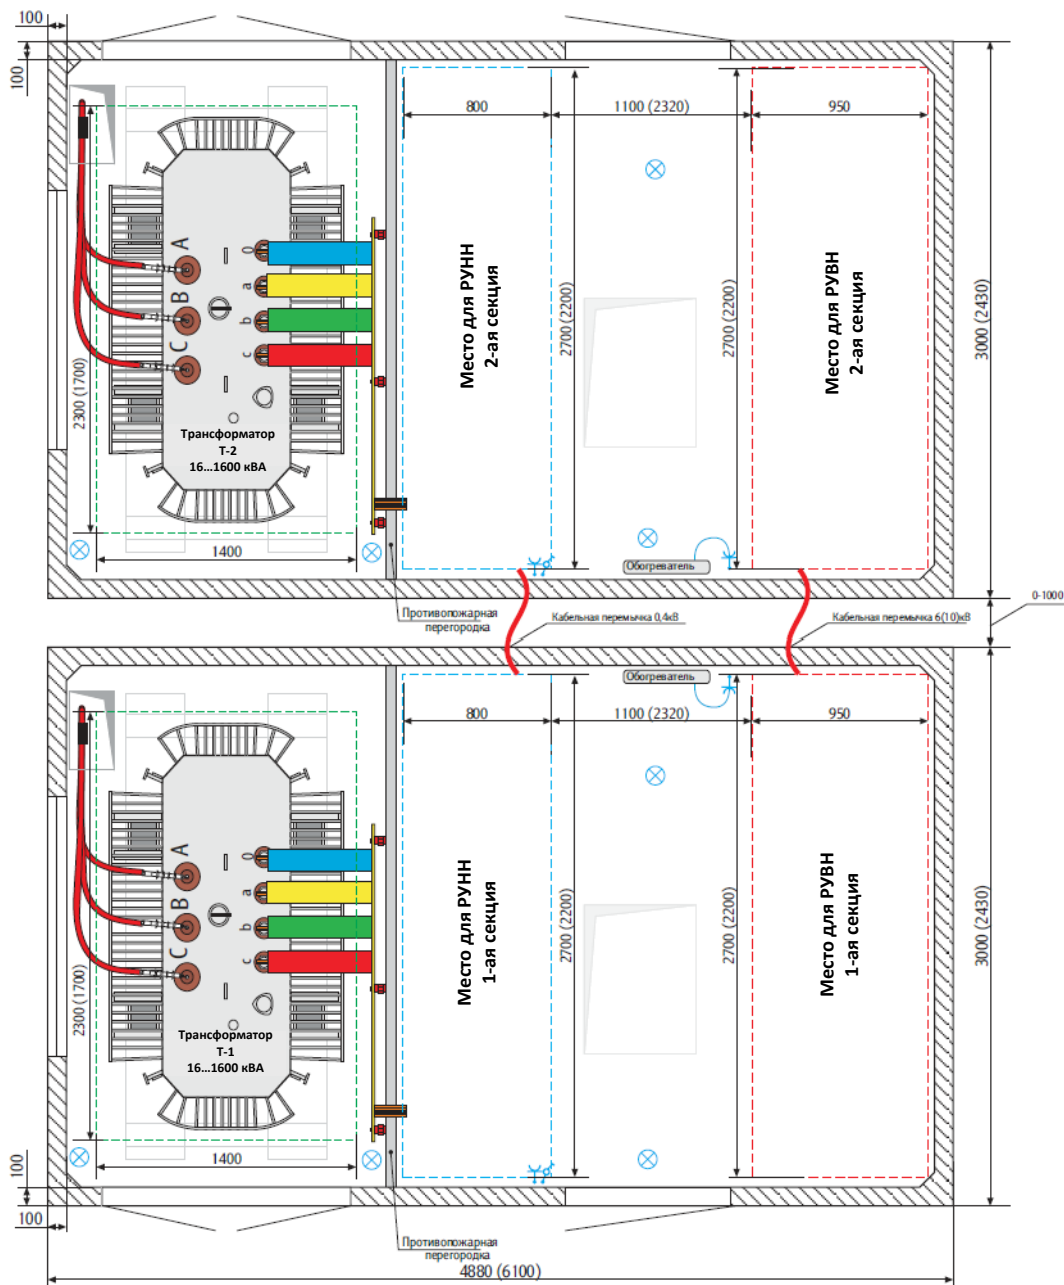 100
100
800
1100 (2320)
950
A
B
C
0
a
b
c
2300 (1700)
Трансформатор
Т-2
16...1600 кВА
1400
Место для РУНН
2-ая секция
2700 (2200)
2700 (2200)
Место для РУВН
2-ая секция
3000 (2430)
Обогреватель
Противопожарная
перегородка
Кабельная перемычка 0,4кВ
Кабельная перемычка 6(10)кВ
0-1000
Обогреватель
800
1100 (2320)
950
A
B
C
0
a
b
c
2300 (1700)
Трансформатор
Т-1
16...1600 кВА
1400
Место для РУНН
1-ая секция
2700 (2200)
2700 (2200)
Место для РУВН
1-ая секция
3000 (2430)
100
100
Противопожарная
перегородка
4880 (6100)